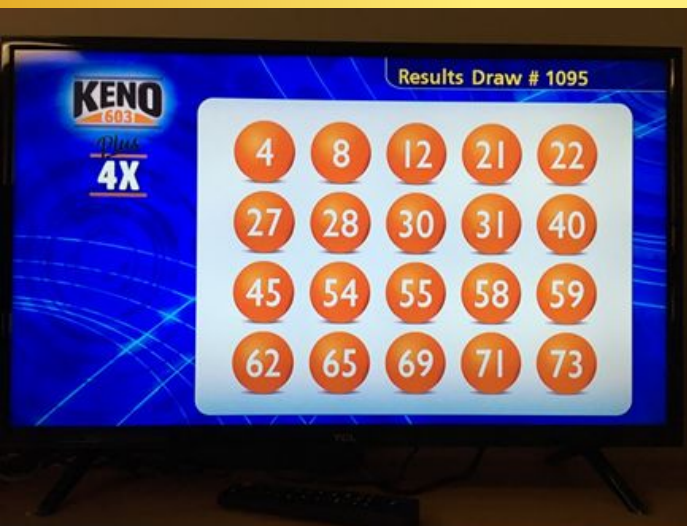 Results Draw # 1095
KENO
603
Plus
4X
4 8 12 21 22
27 28 30 31 40
45 54 55 58 59
62 65 69 71 73
TCL